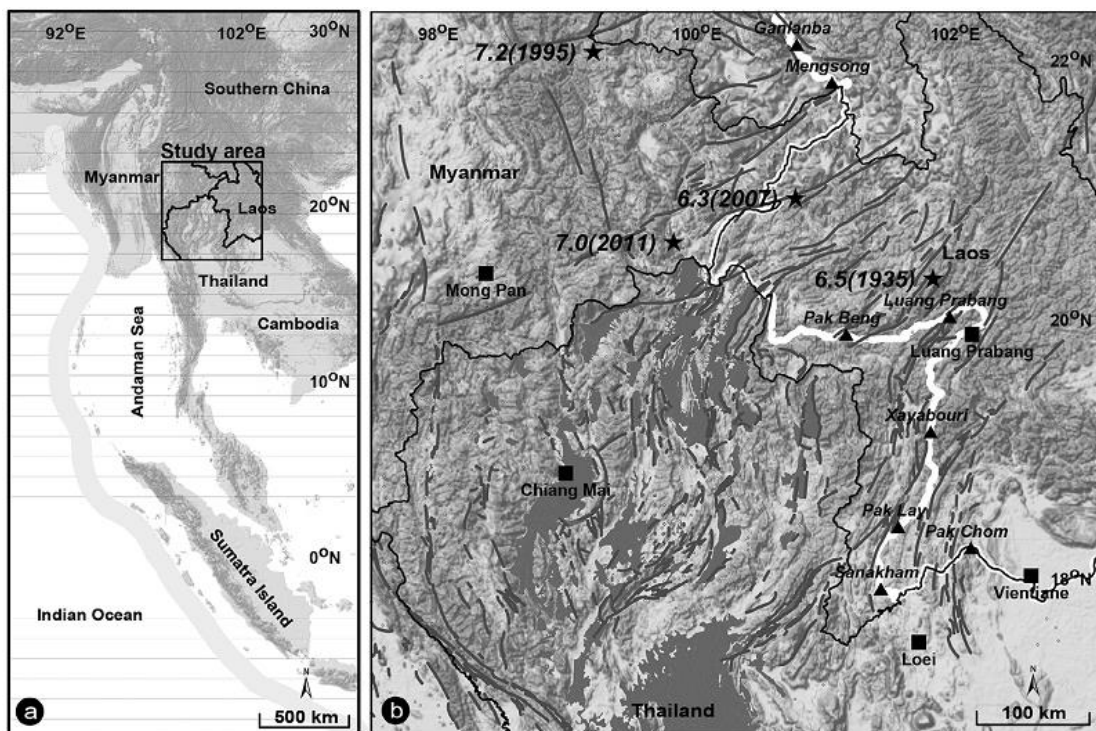 92°E
102°E
30°N
Southern China
Study area
Myanmar
Laos
20°N
Thailand
Cambodia
Andaman Sea
10°N
0°N
Sumatra Island
Indian Ocean
N
500 km
a
98°E
100°E
102°E
Ganlanba
7.2(1995)
Mengsong
22°N
Myanmar
6.3(2007)
7.0(2011)
Laos
Mong Pan
6.5(1935)
Luang Prabang
Pak Beng
20°N
Luang Prabang
Xayabouri
Chiang Mai
Pak Lay
Pak Chom
Sanakham
18°N
Vientiane
Loei
N
Thailand
100 km
b